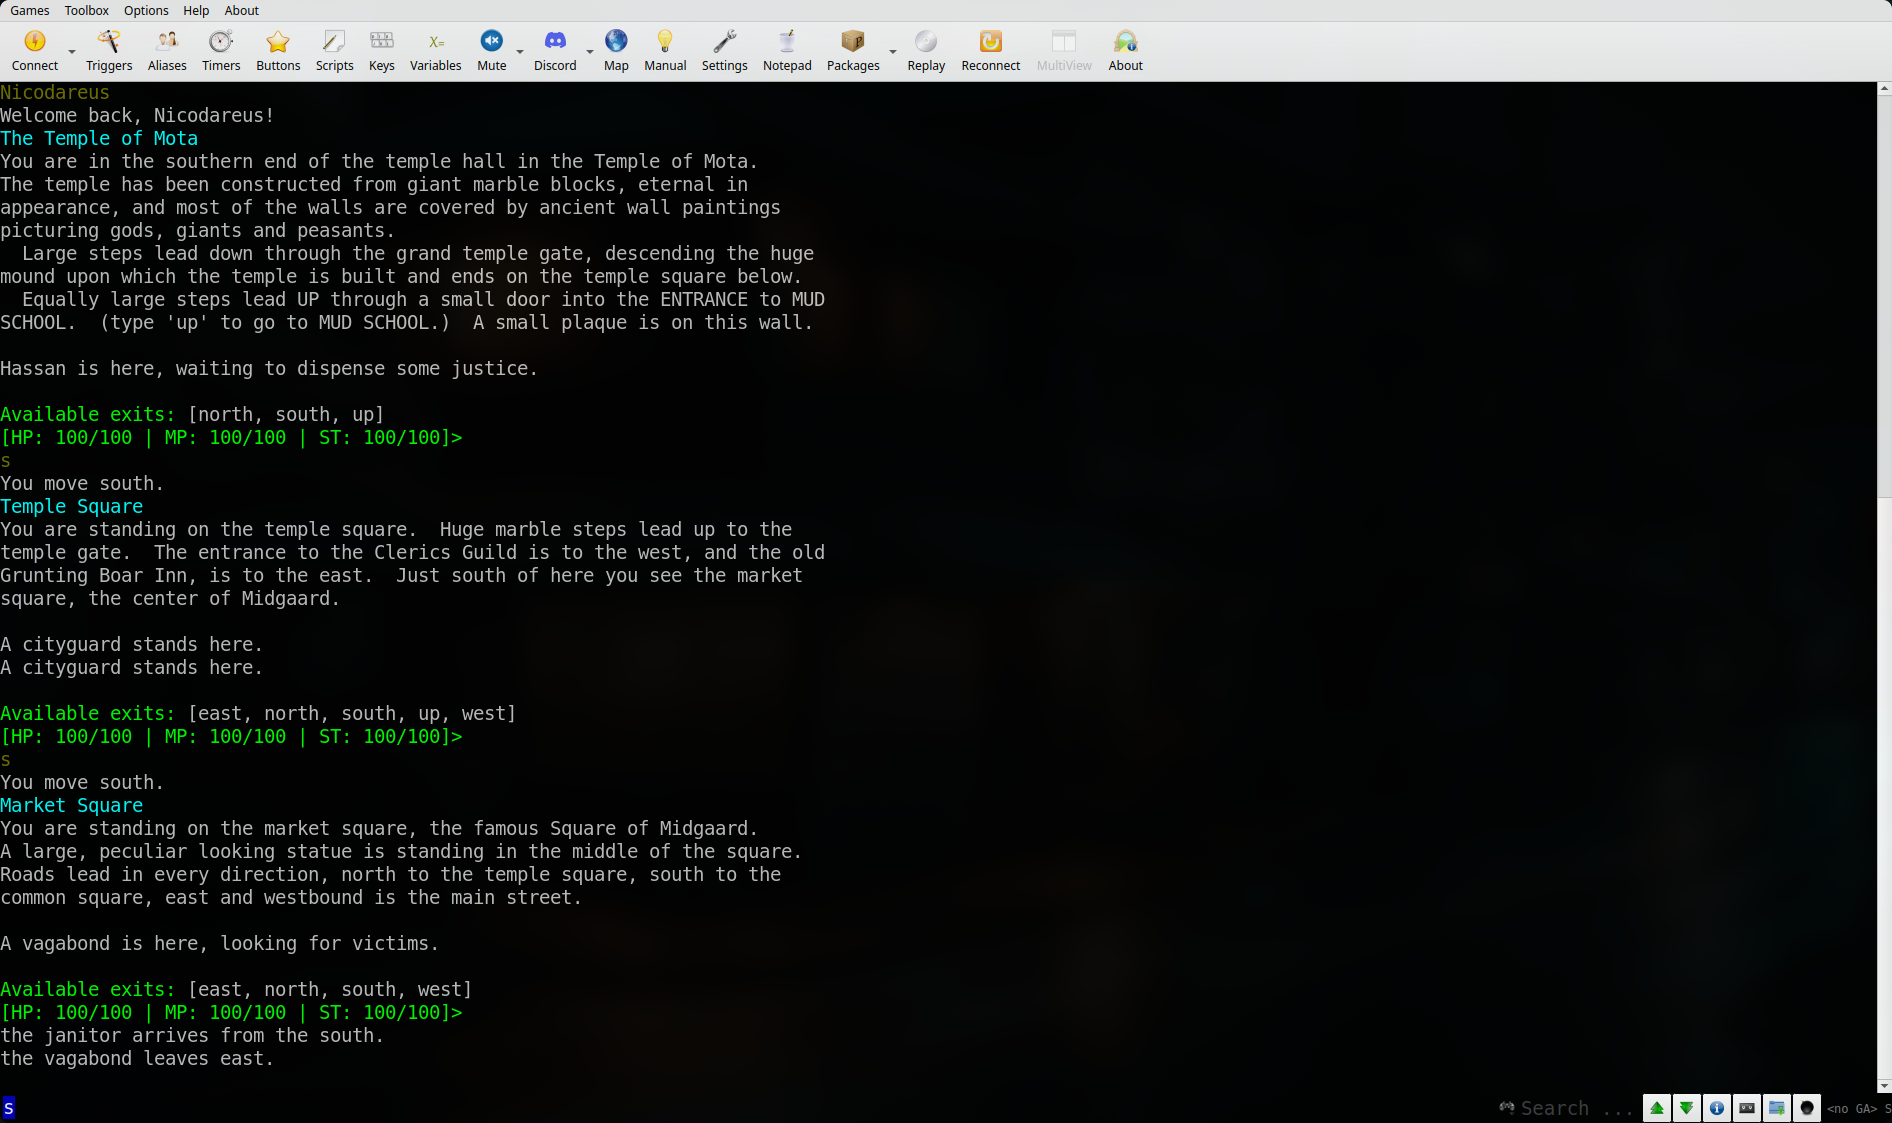 Games Toolbox Options Help About
Connect Triggers Aliases Timers Buttons Scripts Keys Variables Mute Discord Map Manual Settings Notepad Packages Replay Reconnect MultiView About
Nicodareus
Welcome back, Nicodareus!
The Temple of Mota
You are in the southern end of the temple hall in the Temple of Mota.
The temple has been constructed from giant marble blocks, eternal in
appearance, and most of the walls are covered by ancient wall paintings
picturing gods, giants and peasants.
  Large steps lead down through the grand temple gate, descending the huge
mound upon which the temple is built and ends on the temple square below.
  Equally large steps lead UP through a small door into the ENTRANCE to MUD
SCHOOL.  (type 'up' to go to MUD SCHOOL.)  A small plaque is on this wall.
Hassan is here, waiting to dispense some justice.
Available exits: [north, south, up]
[HP: 100/100 | MP: 100/100 | ST: 100/100]>
s
You move south.
Temple Square
You are standing on the temple square.  Huge marble steps lead up to the
temple gate.  The entrance to the Clerics Guild is to the west, and the old
Grunting Boar Inn, is to the east.  Just south of here you see the market
square, the center of Midgaard.
A cityguard stands here.
A cityguard stands here.
Available exits: [east, north, south, up, west]
[HP: 100/100 | MP: 100/100 | ST: 100/100]>
s
You move south.
Market Square
You are standing on the market square, the famous Square of Midgaard.
A large, peculiar looking statue is standing in the middle of the square.
Roads lead in every direction, north to the temple square, south to the
common square, east and westbound is the main street.
A vagabond is here, looking for victims.
Available exits: [east, north, south, west]
[HP: 100/100 | MP: 100/100 | ST: 100/100]>
the janitor arrives from the south.
the vagabond leaves east.
s
Search ... <no GA> S